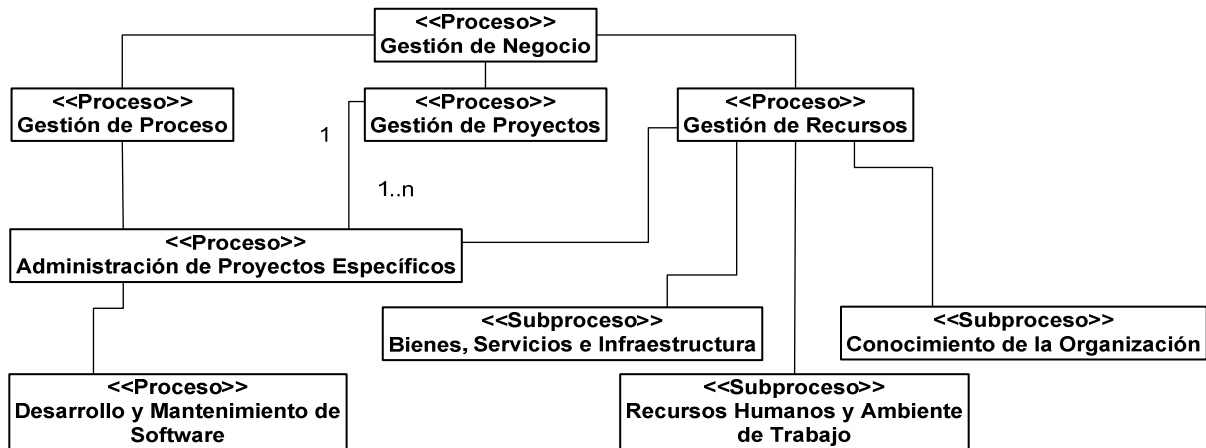 <<Proceso>>
Gestión de Negocio
<<Proceso>>
Gestión de Proceso
<<Proceso>>
Gestión de Proyectos
<<Proceso>>
Gestión de Recursos
1
1..n
<<Proceso>>
Administración de Proyectos Específicos
<<Subproceso>>
Bienes, Servicios e Infraestructura
<<Subproceso>>
Conocimiento de la Organización
<<Proceso>>
Desarrollo y Mantenimiento de
Software
<<Subproceso>>
Recursos Humanos y Ambiente
de Trabajo